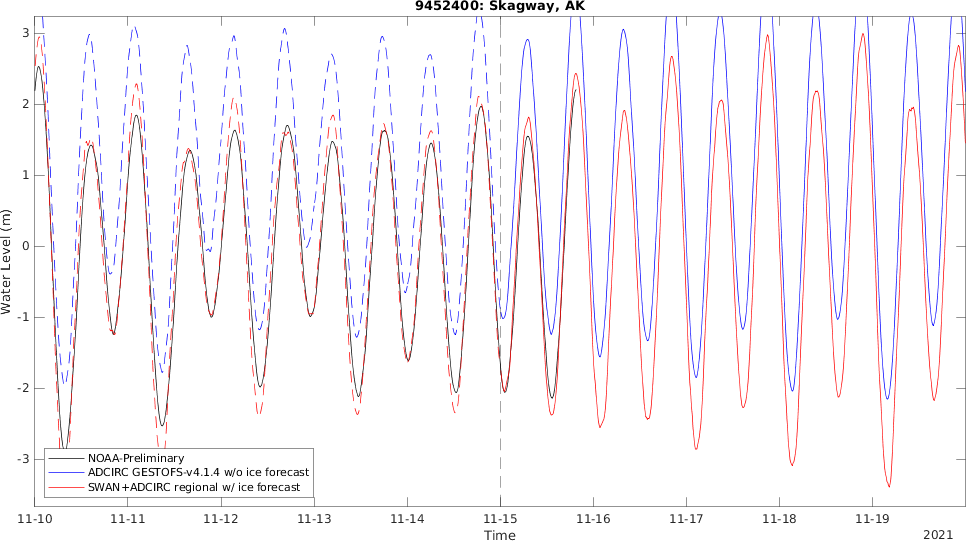 9452400: Skagway, AK
Water Level (m)
3
2
1
0
-1
-2
-3
NOAA-Preliminary
ADCIRC GESTOFS-v4.1.4 w/o ice forecast
SWAN+ADCIRC regional w/ ice forecast
11-10 11-11 11-12 11-13 11-14 11-15 11-16 11-17 11-18 11-19
Time
2021